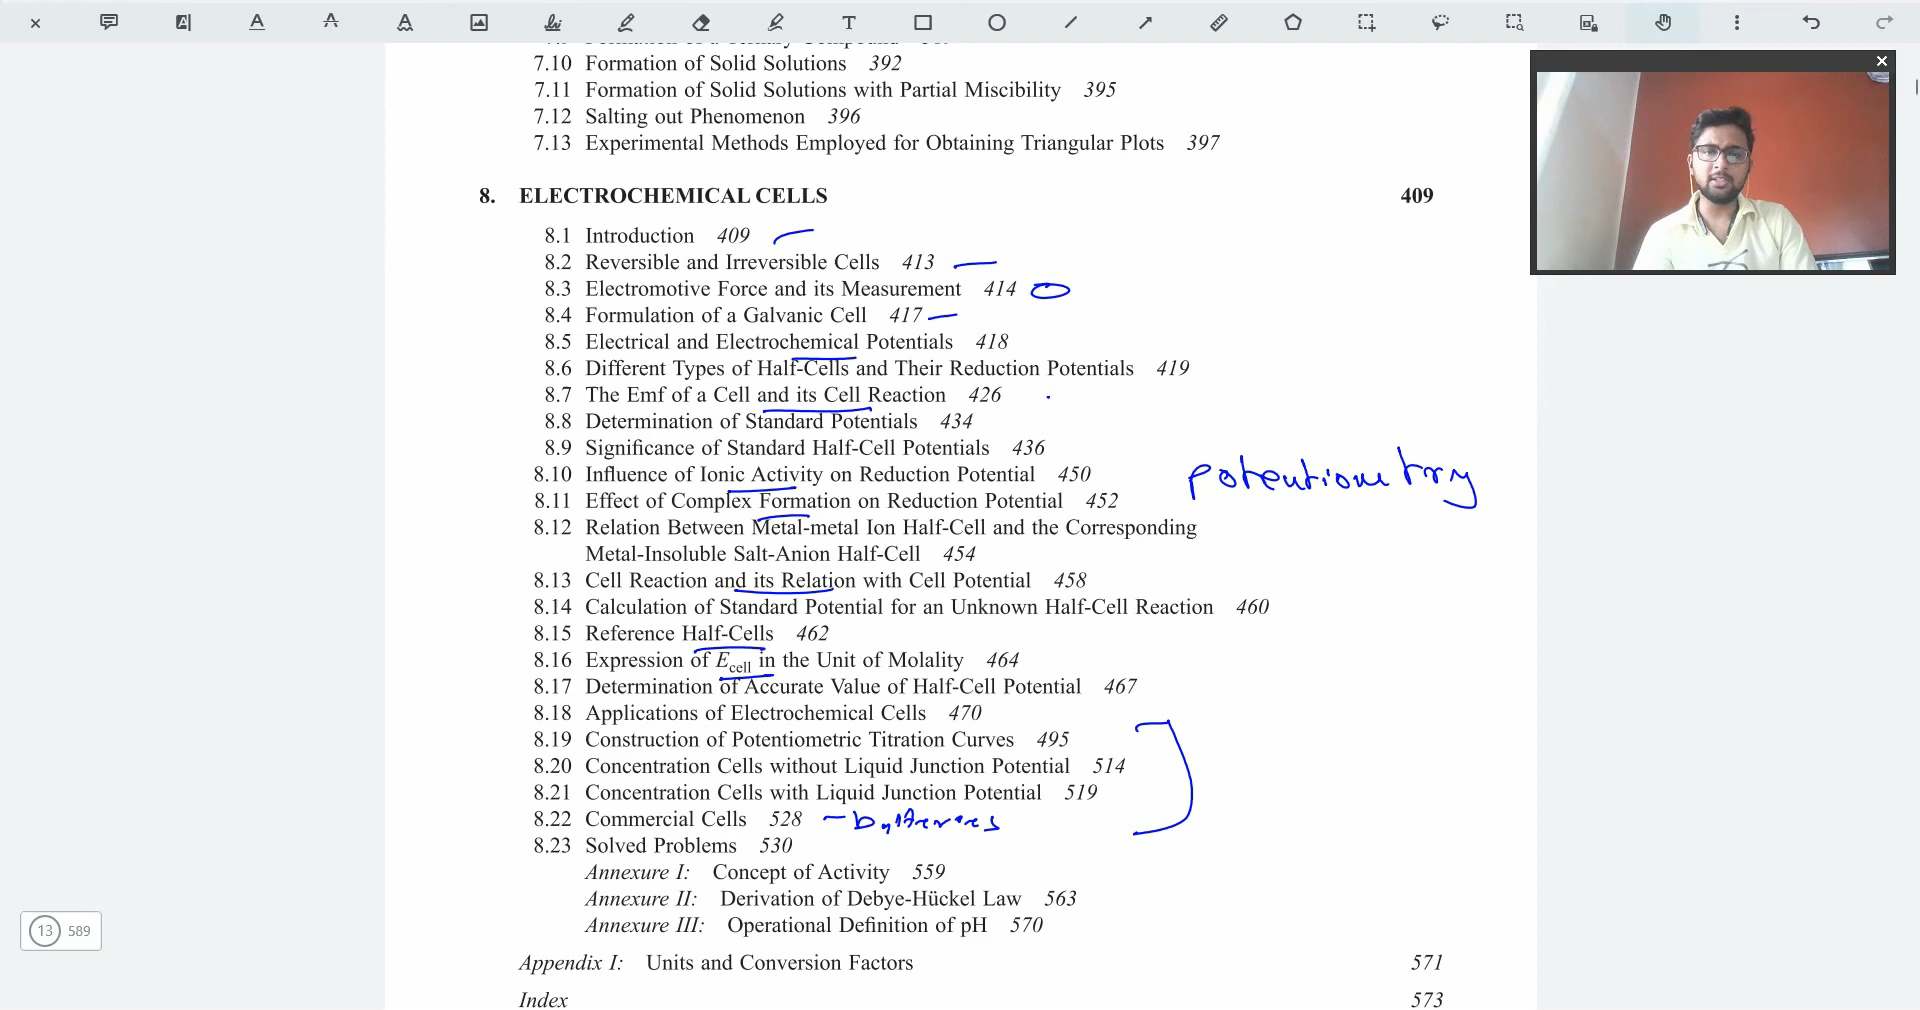 7.10 Formation of Solid Solutions 392
7.11 Formation of Solid Solutions with Partial Miscibility 395
7.12 Salting out Phenomenon 396
7.13 Experimental Methods Employed for Obtaining Triangular Plots 397
8. ELECTROCHEMICAL CELLS 409
8.1 Introduction 409
8.2 Reversible and Irreversible Cells 413
8.3 Electromotive Force and its Measurement 414
8.4 Formulation of a Galvanic Cell 417
8.5 Electrical and Electrochemical Potentials 418
8.6 Different Types of Half-Cells and Their Reduction Potentials 419
8.7 The Emf of a Cell and its Cell Reaction 426
8.8 Determination of Standard Potentials 434
8.9 Significance of Standard Half-Cell Potentials 436
8.10 Influence of Ionic Activity on Reduction Potential 450
potentiometry
8.11 Effect of Complex Formation on Reduction Potential 452
8.12 Relation Between Metal-metal Ion Half-Cell and the Corresponding
Metal-Insoluble Salt-Anion Half-Cell 454
8.13 Cell Reaction and its Relation with Cell Potential 458
8.14 Calculation of Standard Potential for an Unknown Half-Cell Reaction 460
8.15 Reference Half-Cells 462
8.16 Expression of Ecell in the Unit of Molality 464
8.17 Determination of Accurate Value of Half-Cell Potential 467
8.18 Applications of Electrochemical Cells 470
8.19 Construction of Potentiometric Titration Curves 495
8.20 Concentration Cells without Liquid Junction Potential 514
8.21 Concentration Cells with Liquid Junction Potential 519
8.22 Commercial Cells 528
8.23 Solved Problems 530
Annexure I: Concept of Activity 559
Annexure II: Derivation of Debye-Hückel Law 563
Annexure III: Operational Definition of pH 570
13 589
Appendix I: Units and Conversion Factors 571
Index 573